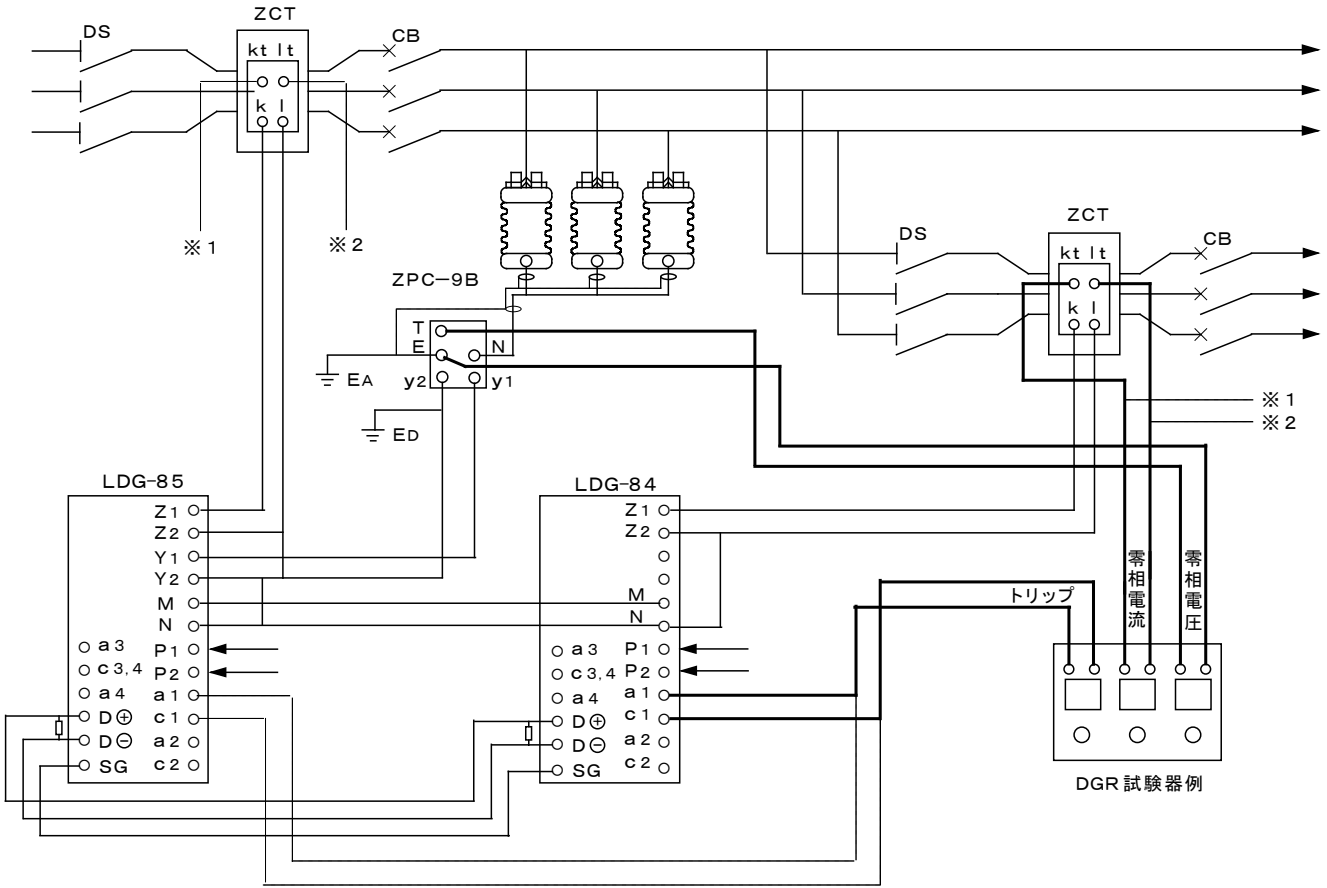 ZCT
DS
CB
kt lt
k l
※1
※2
ZPC-9B
T
E
N
y2
y1
EA
ED
ZCT
DS
CB
kt lt
k l
※1
※2
LDG-85
Z1
Z2
Y1
Y2
M
N
a3
P1
c3,4
P2
a4
a1
D⊕
c1
D⊖
a2
SG
c2
LDG-84
Z1
Z2
M
N
a3
P1
c3,4
P2
a4
a1
D⊕
c1
D⊖
a2
SG
c2
トリップ
零相電流
零相電圧
DGR試験器例